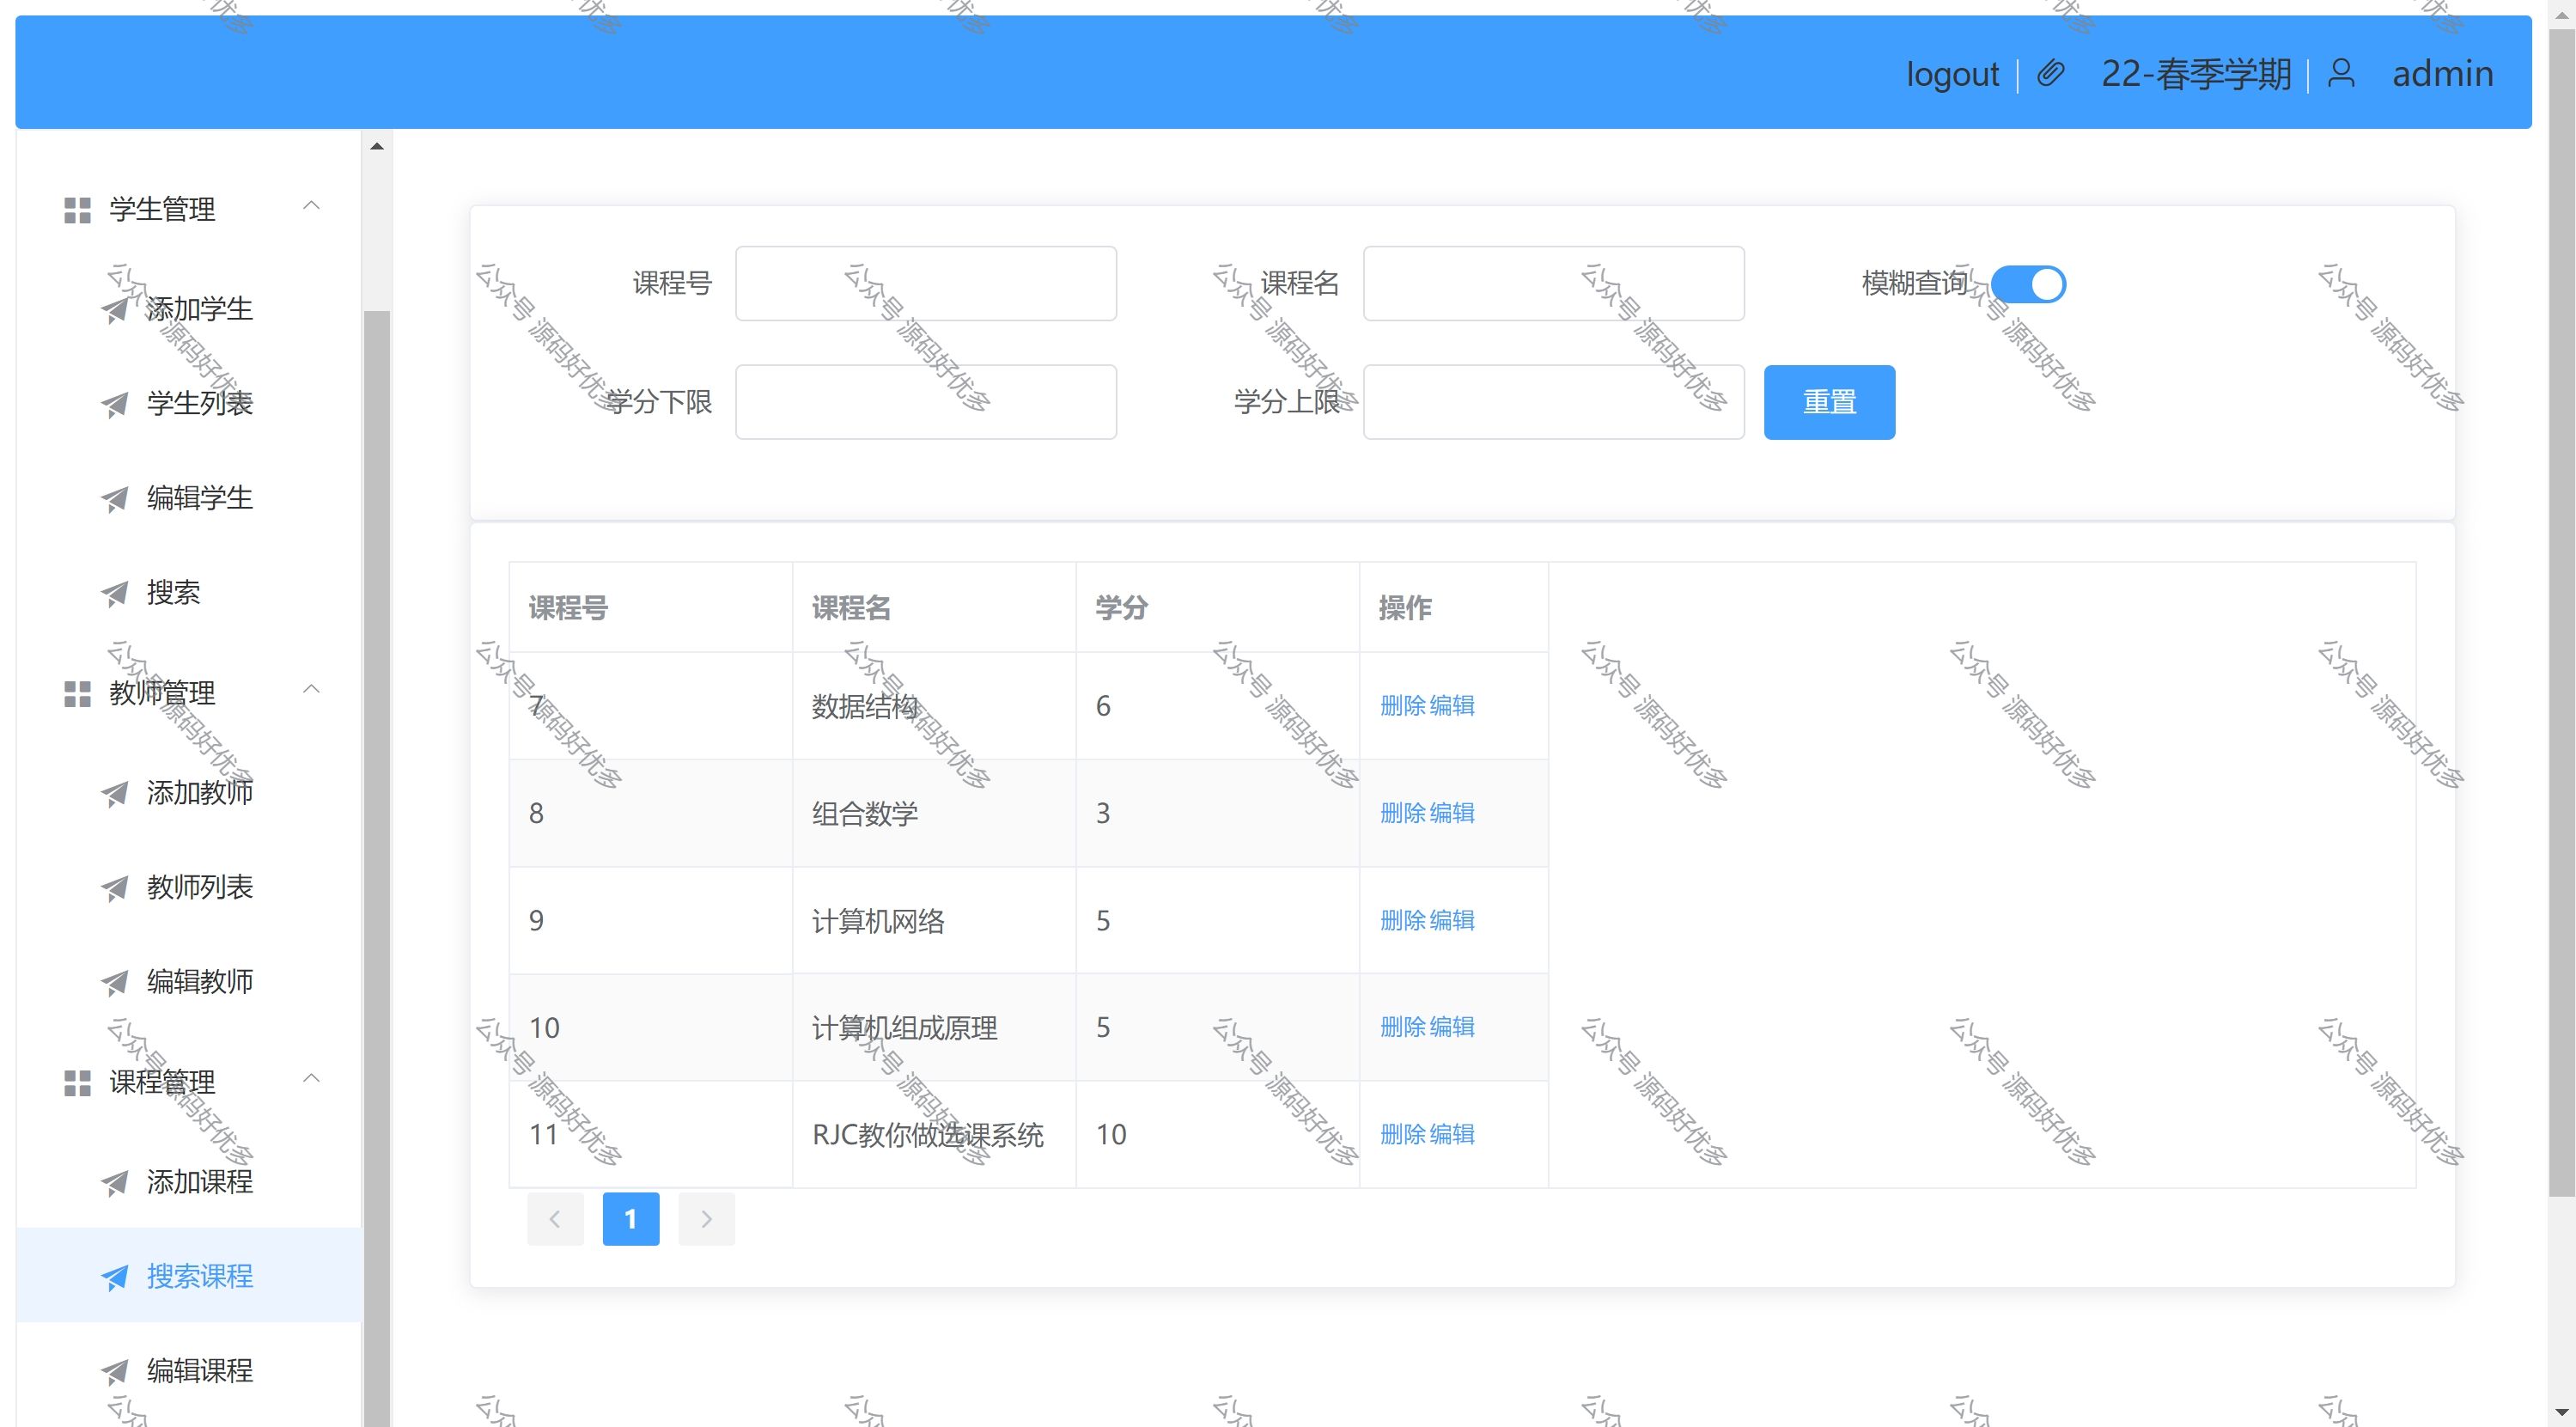 logout
22-春季学期
admin
学生管理
添加学生
学生列表
编辑学生
搜索
教师管理
添加教师
教师列表
编辑教师
课程管理
添加课程
搜索课程
编辑课程
课程号
课程名
模糊查询
学分下限
学分上限
重置
课程号 课程名 学分 操作
7 数据结构 6 删除 编辑
8 组合数学 3 删除 编辑
9 计算机网络 5 删除 编辑
10 计算机组成原理 5 删除 编辑
11 RJC教你做选课系统 10 删除 编辑
1
公众号 源码好优多